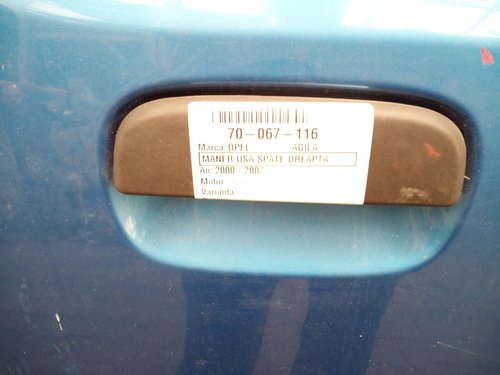 70-067-116
Marca: OPEL AGILA
MANER USA SPATE DREAPTA
An: 2000 2007
Motor:
Varianta: